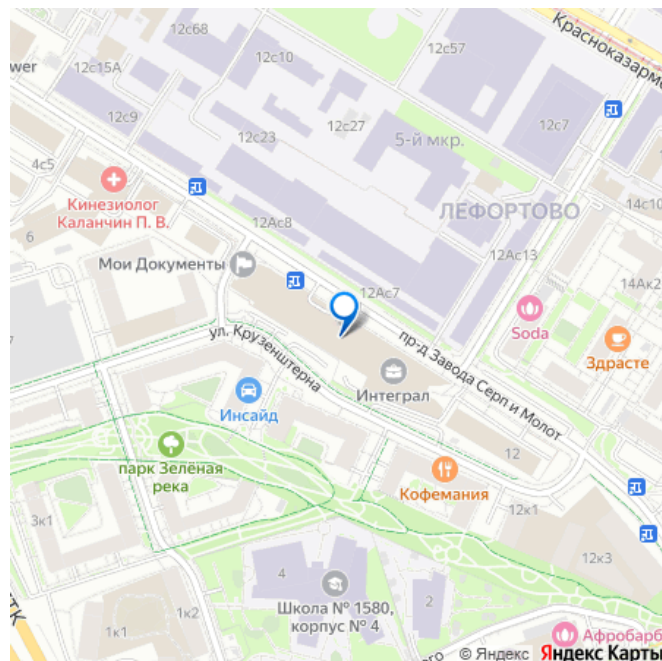 12с68
12с10
12с57
Красноказарм
wer
12с15А
12с9
12с23
12с27
12с7
5-й мкр.
4с5
Кинезиолог
Каланчин П. В.
ЛЕФОРТОВО
14с10
6
12Ас8
12Ас13
Мои Документы
14Ак2
12Ас7
Soda
Здрасте
ул. Крузенштерна
пр-д Завода Серп и Молот
Интеграл
Инсайд
12
парк Зелёная
река
Кофемания
3к1
12к1
12к3
4
Школа № 1580,
корпус № 4
2
1к2
1к1
ТК
Афробарб
его
© Яндекс Яндекс Карты